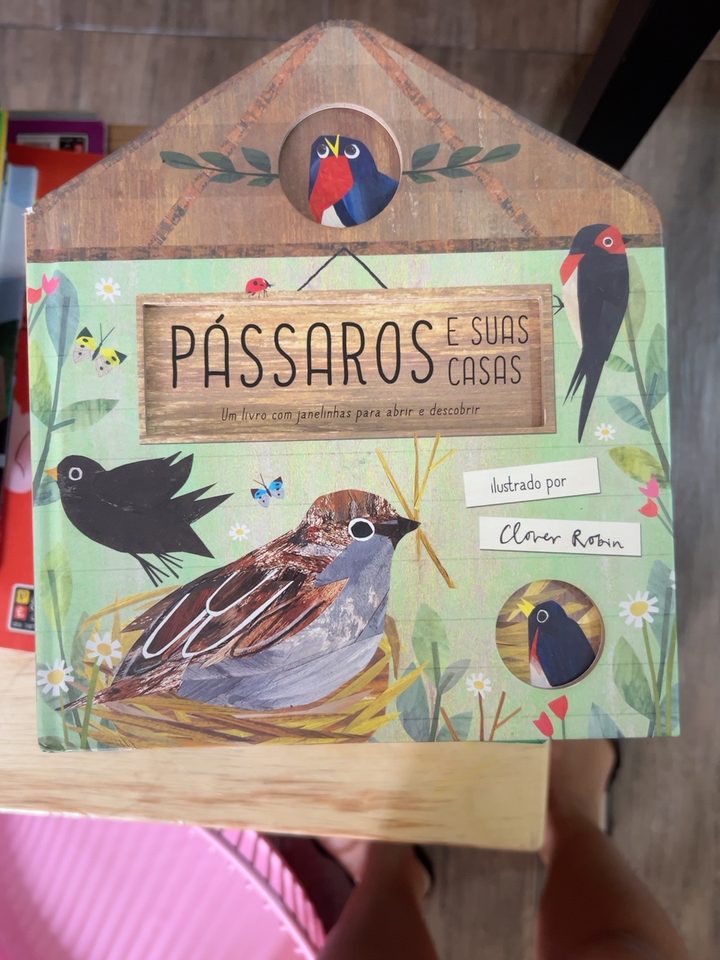 PÁSSAROS E SUAS
CASAS
Um livro com janelinhas para abrir e descobrir
ilustrado por
Clover Robin